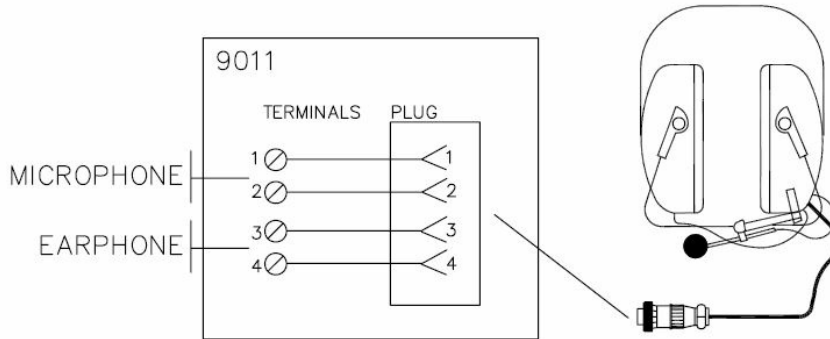 9011
TERMINALS PLUG
MICROPHONE
1 1
2 2
EARPHONE
3 3
4 4